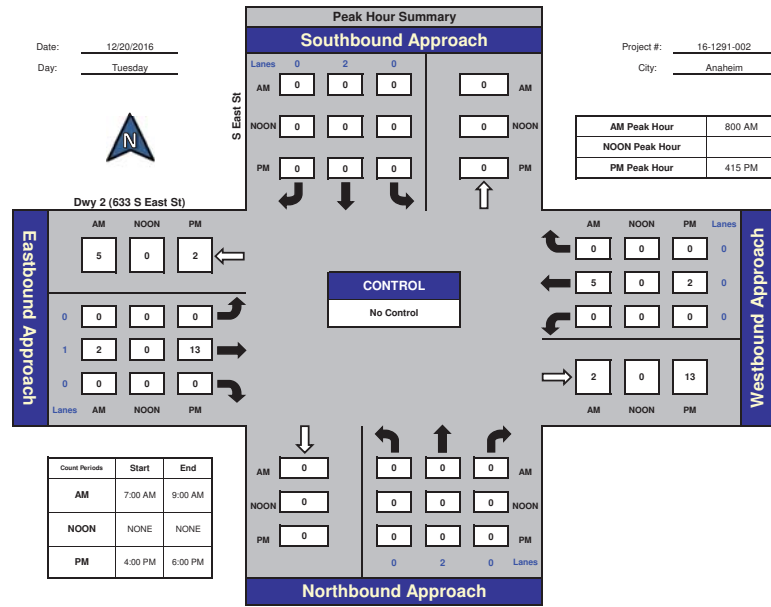 Peak Hour Summary
Southbound Approach
Date: 12/20/2016
Day: Tuesday
Project #: 16-1291-002
City: Anaheim
N
S East St
Lanes 0 2 0
AM 0 0 0 0 AM
NOON 0 0 0 0 NOON
PM 0 0 0 0 PM
AM Peak Hour 800 AM
NOON Peak Hour
PM Peak Hour 415 PM
Dwy 2 (633 S East St)
Eastbound Approach
AM NOON PM
5 0 2
0 0 0 0
1 2 0 13
0 0 0 0
Lanes AM NOON PM
CONTROL
No Control
AM NOON PM Lanes
0 0 0 0
5 0 2 0
0 0 0 0
2 0 13
AM NOON PM
Westbound Approach
Count Periods Start End
AM 7:00 AM 9:00 AM
NOON NONE NONE
PM 4:00 PM 6:00 PM
AM 0 0 0 0 AM
NOON 0 0 0 0 NOON
PM 0 0 0 0 PM
0 2 0 Lanes
Northbound Approach